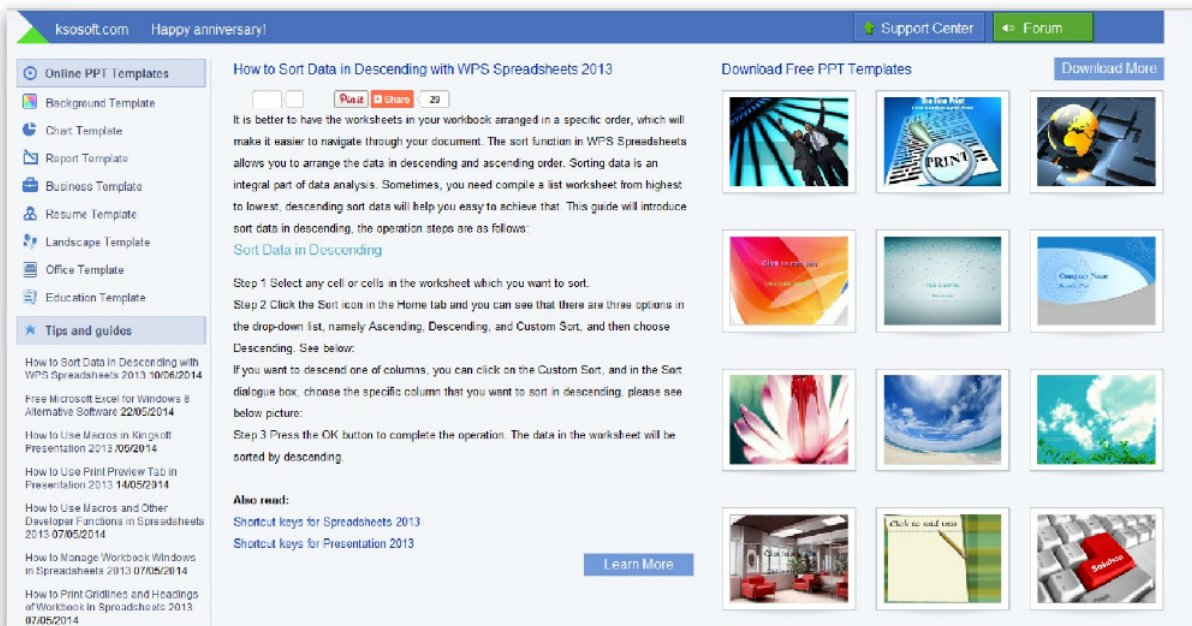 ksosoft.com Happy anniversary!
Support Center
Forum
Online PPT Templates
Background Template
Chart Template
Report Template
Business Template
Resume Template
Landscape Template
Office Template
Education Template
Tips and guides
How to Sort Data in Descending with
WPS Spreadsheets 2013 10/06/2014
Free Microsoft Excel for Windows 8
Alternative Software 22/05/2014
How to Use Macros in Kingsoft
Presentation 2013 /05/2014
How to Use Print Preview Tab in
Presentation 2013 14/05/2014
How to Use Macros and Other
Developer Functions in Spreadsheets
2013 07/05/2014
How to Manage Workbook Windows
in Spreadsheets 2013 07/05/2014
How to Print Gridlines and Headings
of Workbook in Spreadsheets 2013
07/05/2014
How to Sort Data in Descending with WPS Spreadsheets 2013
Pin it Share 29
It is better to have the worksheets in your workbook arranged in a specific order, which will
make it easier to navigate through your document. The sort function in WPS Spreadsheets
allows you to arrange the data in descending and ascending order. Sorting data is an
integral part of data analysis. Sometimes, you need compile a list worksheet from highest
to lowest, descending sort data will help you easy to achieve that. This guide will introduce
sort data in descending, the operation steps are as follows:
Sort Data in Descending
Step 1 Select any cell or cells in the worksheet which you want to sort.
Step 2 Click the Sort icon in the Home tab and you can see that there are three options in
the drop-down list, namely Ascending, Descending, and Custom Sort, and then choose
Descending. See below:
If you want to descend one of columns, you can click on the Custom Sort, and in the Sort
dialogue box, choose the specific column that you want to sort in descending, please see
below picture:
Step 3 Press the OK button to complete the operation. The data in the worksheet will be
sorted by descending.
Also read:
Shortcut keys for Spreadsheets 2013
Shortcut keys for Presentation 2013
Learn More
Download Free PPT Templates
Download More
The Fine Print
PRINT
Click to add title
Company Name
Click to add title
Solution